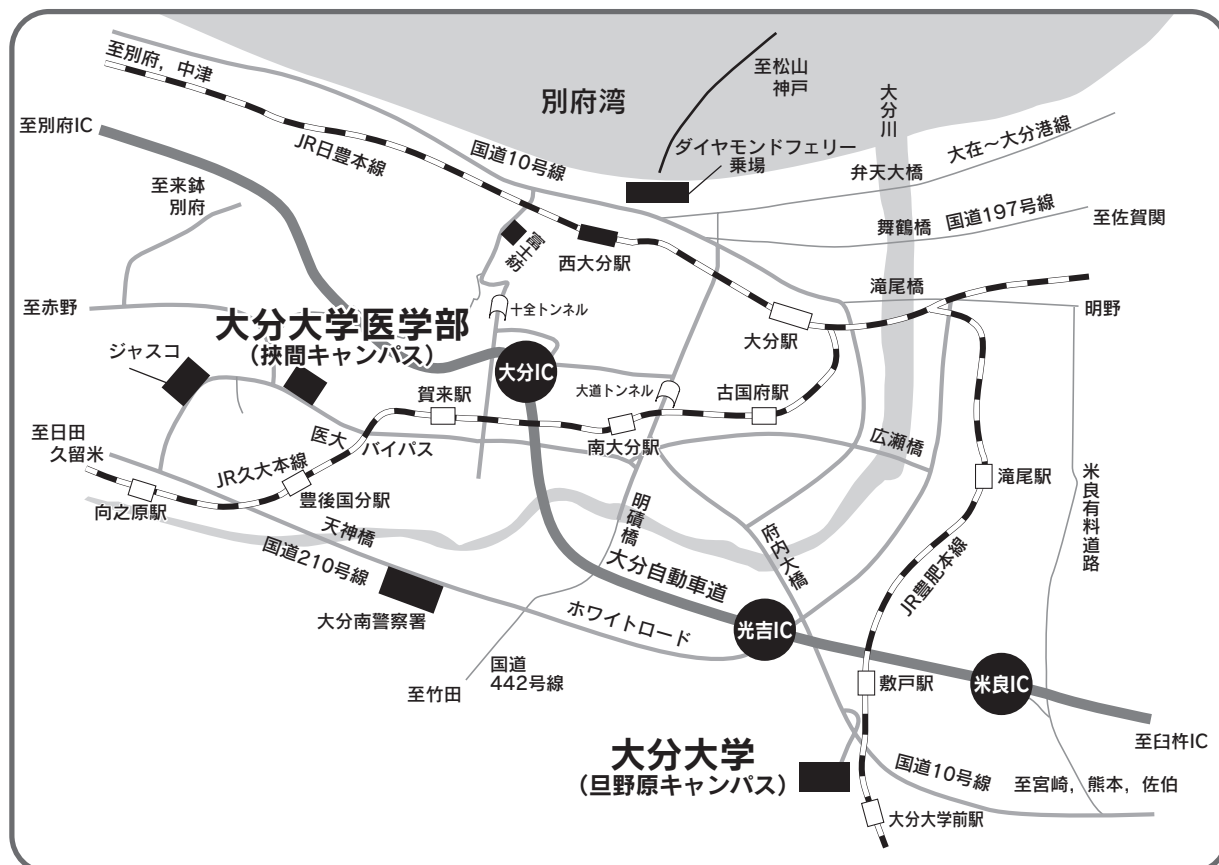 至別府，中津
至松山
神戸
別府湾
大分川
至別府IC
JR日豊本線
国道10号線
ダイヤモンドフェリー
乗場
大在〜大分港線
弁天大橋
至来鉢
別府
舞鶴橋
国道197号線
至佐賀関
富士紡
西大分駅
滝尾橋
至赤野
十全トンネル
明野
大分大学医学部
（挾間キャンパス）
大分駅
ジャスコ
大分IC
賀来駅
大道トンネル
古国府駅
至日田
久留米
医大
バイパス
南大分駅
広瀬橋
JR久大本線
滝尾駅
米良有料道路
向之原駅
豊後国分駅
天神橋
明磧橋
府内大橋
国道210号線
大分自動車道
JR豊肥本線
大分南警察署
ホワイトロード
光吉IC
国道
442号線
至竹田
敷戸駅
米良IC
至臼杵IC
大分大学
（旦野原キャンパス）
国道10号線
至宮崎，熊本，佐伯
大分大学前駅